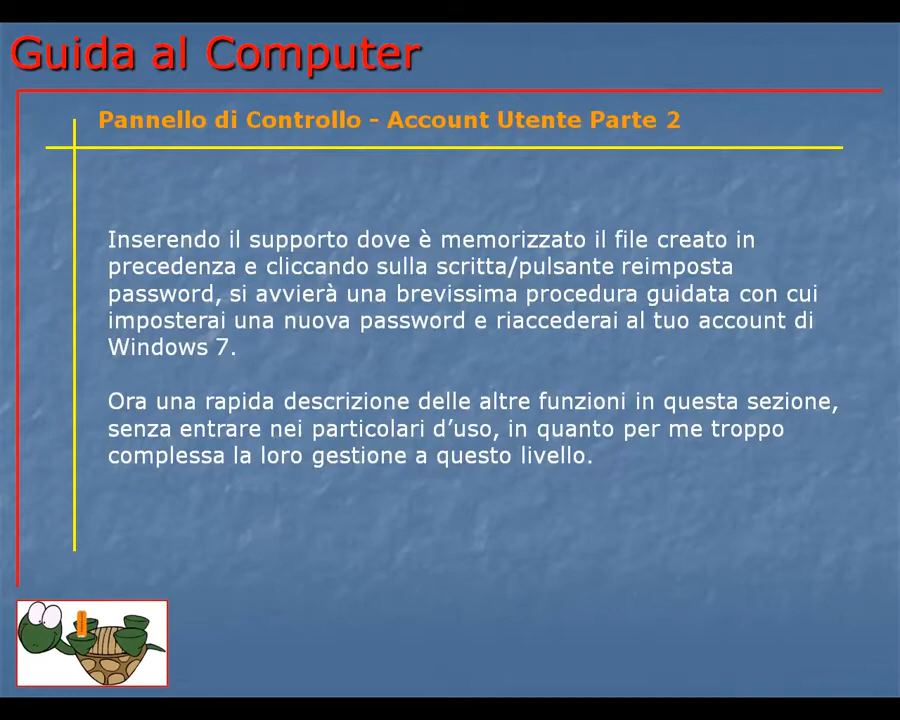 Guida al Computer
Pannello di Controllo - Account Utente Parte 2
Inserendo il supporto dove è memorizzato il file creato in
precedenza e cliccando sulla scritta/pulsante reimposta
password, si avvierà una brevissima procedura guidata con cui
imposterai una nuova password e riaccederai al tuo account di
Windows 7.
Ora una rapida descrizione delle altre funzioni in questa sezione,
senza entrare nei particolari d’uso, in quanto per me troppo
complessa la loro gestione a questo livello.